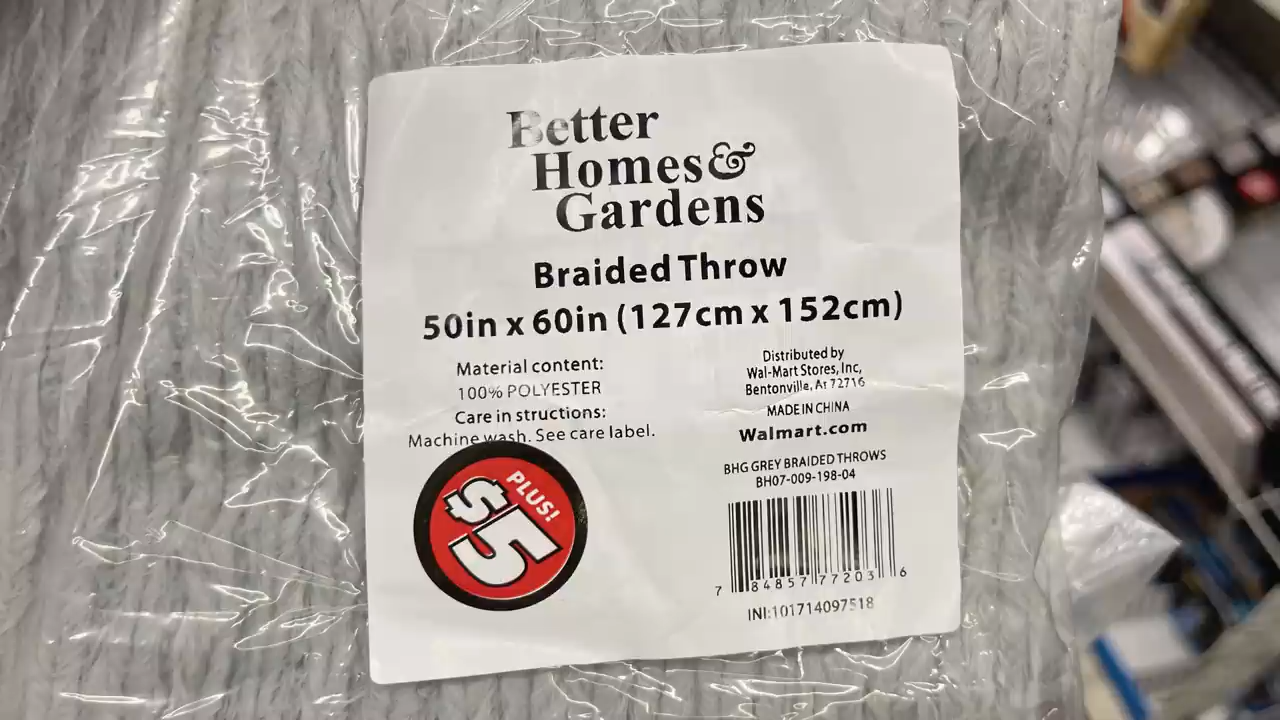 Better
Homes&
Gardens
Braided Throw
50in x 60in (127cm x 152cm)
Material content:
100% POLYESTER
Care in structions:
Machine wash. See care label.
Distributed by
Wal-Mart Stores, Inc,
Bentonville, Ar 72716
MADE IN CHINA
Walmart.com
BHG GREY BRAIDED THROWS
BH07-009-198-04
7 84857 77203 6
INI:101714097518
PLUS!
$5